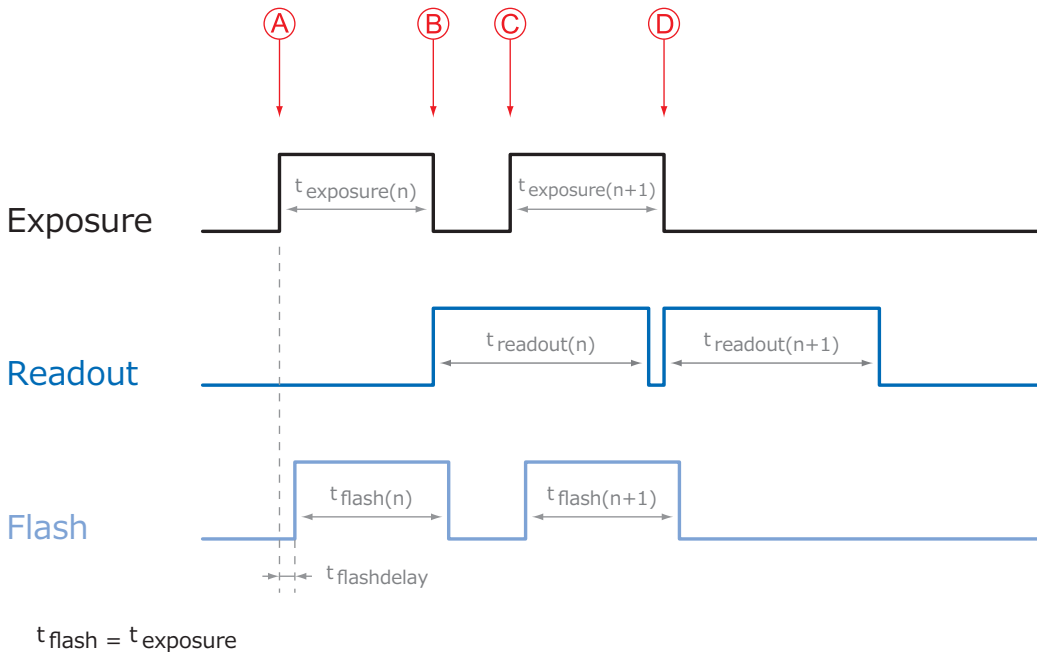 A B C D
t exposure(n) t exposure(n+1)
Exposure
t readout(n) t readout(n+1)
Readout
t flash(n) t flash(n+1)
Flash
t flashdelay
t flash = t exposure